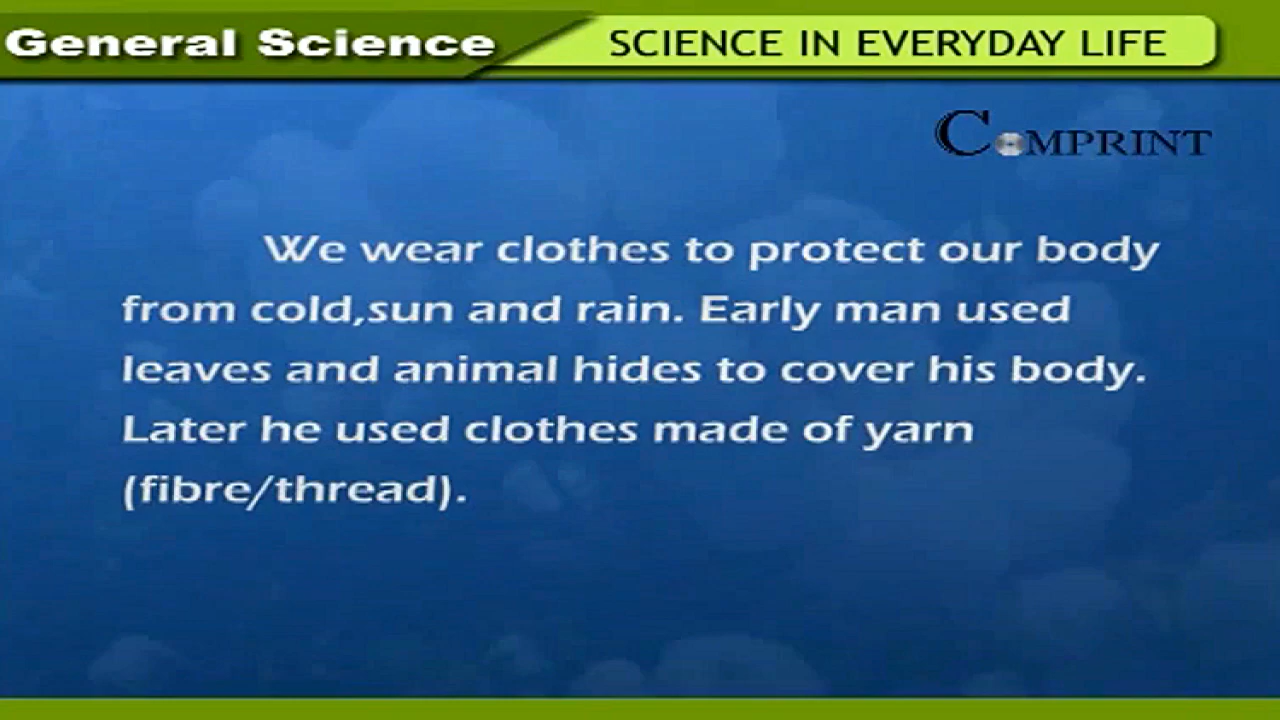 General Science
SCIENCE IN EVERYDAY LIFE
COMPRINT
We wear clothes to protect our body
from cold,sun and rain. Early man used
leaves and animal hides to cover his body.
Later he used clothes made of yarn
(fibre/thread).